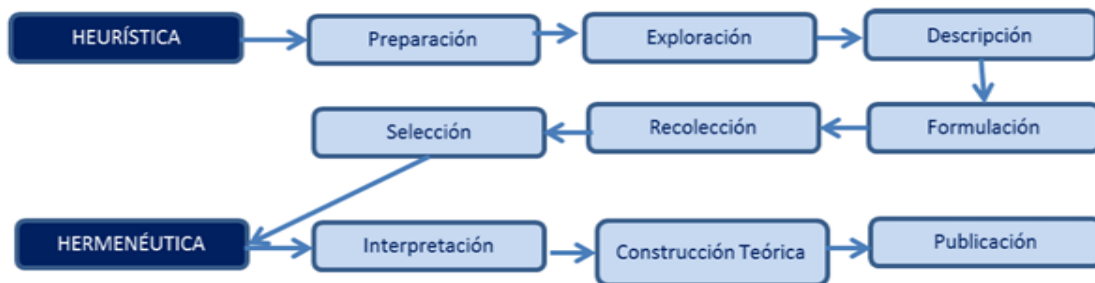 HEURÍSTICA
Preparación
Exploración
Descripción
Selección
Recolección
Formulación
HERMENÉUTICA
Interpretación
Construcción Teórica
Publicación